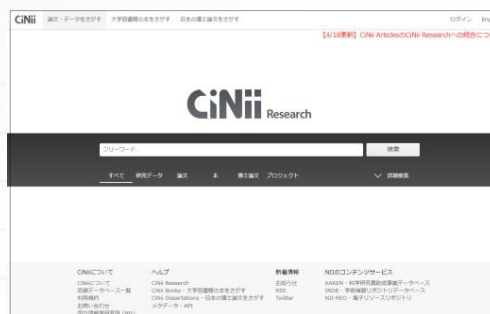 CiNii 論文・データをさがす 大学図書館の本をさがす 日本の博士論文をさがす ログイン
【4/18更新】CiNii ArticlesのCiNii Researchへの統合につ
CiNii Research
フリーワード 検索
すべて 研究データ 論文 本 博士論文 プロジェクト 詳細検索
CiNiiについて ヘルプ 新着情報 NIIのコンテンツサービス
CiNiiについて CiNii Research お知らせ KAKEN - 科学研究費助成事業データベース
収録データベース一覧 CiNii Books - 大学図書館の本をさがす RSS IRDB - 学術機関リポジトリデータベース
利用規約 CiNii Dissertations - 日本の博士論文をさがす Twitter NII-REO - 電子リソースリポジトリ
お問い合わせ メタデータ・API
国立情報学研究所 (NII)